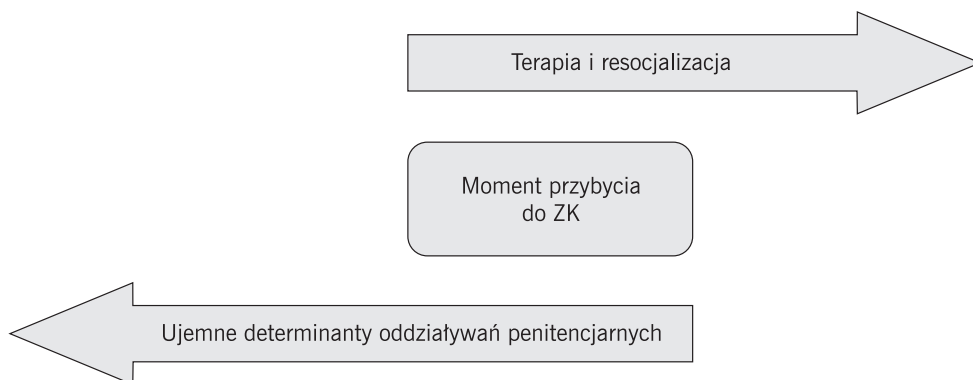 Terapia i resocjalizacja
Moment przybycia
do ZK
Ujemne determinanty oddziaływań penitencjarnych